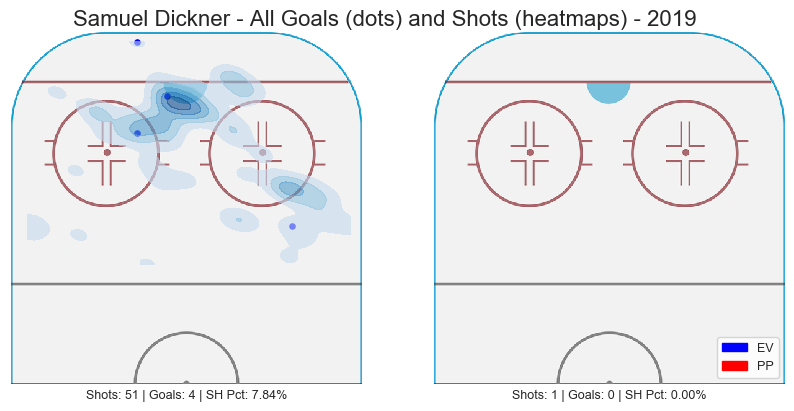 Samuel Dickner - All Goals (dots) and Shots (heatmaps) - 2019
EV
PP
Shots: 51 | Goals: 4 | SH Pct: 7.84%
Shots: 1 | Goals: 0 | SH Pct: 0.00%